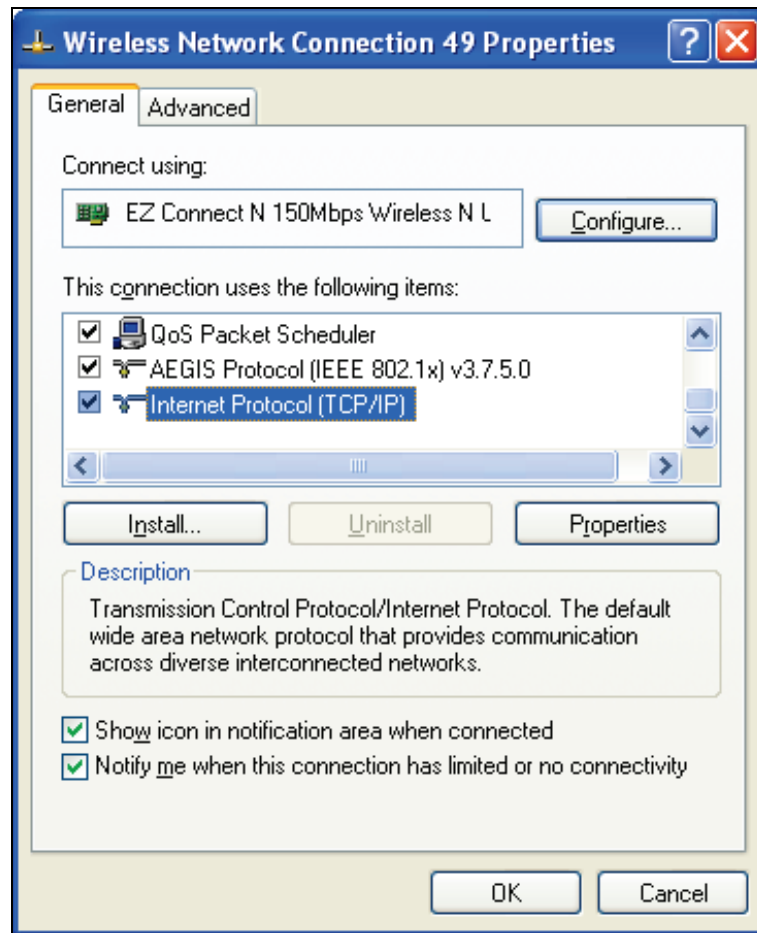 Wireless Network Connection 49 Properties
General
Advanced
Connect using:
EZ Connect N 150Mbps Wireless N
Configure...
This connection uses the following items:
QoS Packet Scheduler
AEGIS Protocol (IEEE 802.1x) v3.7.5.0
Internet Protocol (TCP/IP)
Install...
Uninstall
Properties
Description
Transmission Control Protocol/Internet Protocol. The default
wide area network protocol that provides communication
across diverse interconnected networks.
Show icon in notification area when connected
Notify me when this connection has limited or no connectivity
OK
Cancel